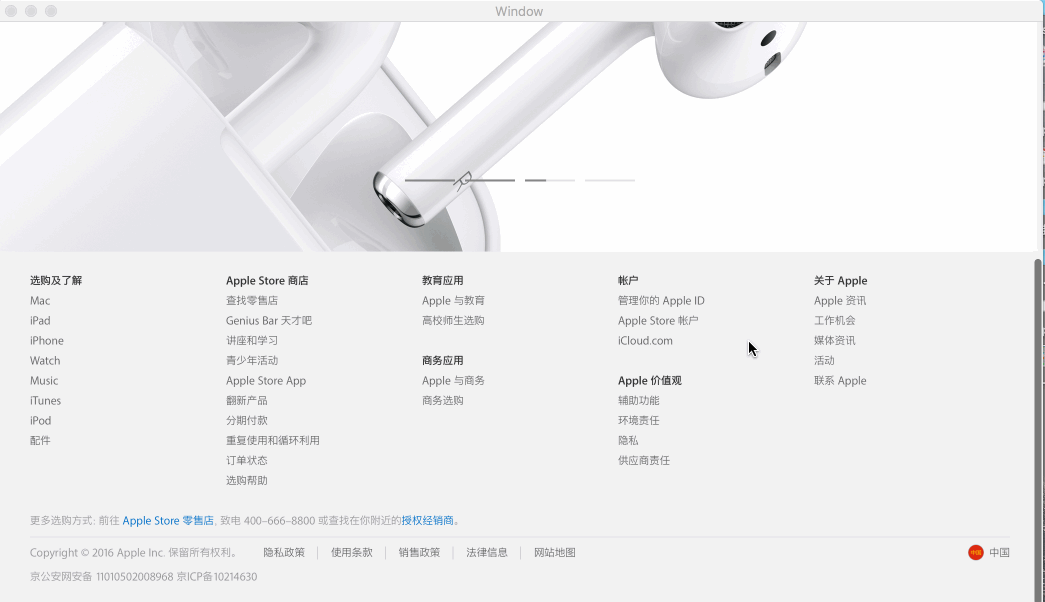 Window
选购及了解
Mac
iPad
iPhone
Watch
Music
iTunes
iPod
配件
Apple Store 商店
查找零售店
Genius Bar 天才吧
讲座和学习
青少年活动
Apple Store App
翻新产品
分期付款
重复使用和循环利用
订单状态
选购帮助
教育应用
Apple 与教育
高校师生选购
商务应用
Apple 与商务
商务选购
帐户
管理你的 Apple ID
Apple Store 帐户
iCloud.com
Apple 价值观
辅助功能
环境责任
隐私
供应商责任
关于 Apple
Apple 资讯
工作机会
媒体资讯
活动
联系 Apple
更多选购方式: 前往 Apple Store 零售店, 致电 400-666-8800 或查找在你附近的授权经销商。
Copyright © 2016 Apple Inc. 保留所有权利。 隐私政策 | 使用条款 | 销售政策 | 法律信息 | 网站地图 中国 中国
京公安网安备 11010502008968 京ICP备10214630